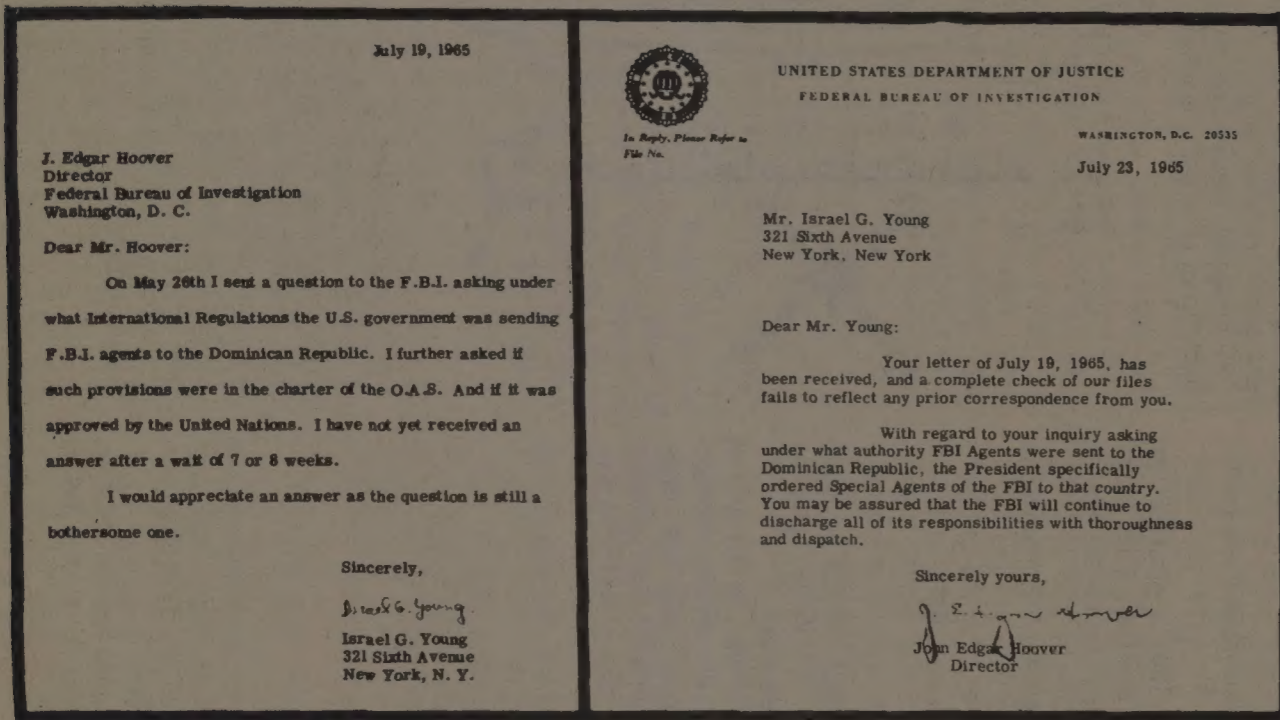 July 19, 1965
J. Edgar Hoover
Director
Federal Bureau of Investigation
Washington, D. C.
Dear Mr. Hoover:
On May 26th I sent a question to the F.B.I. asking under
what International Regulations the U.S. government was sending
F.B.I. agents to the Dominican Republic. I further asked if
such provisions were in the charter of the O.A.S. And if it was
approved by the United Nations. I have not yet received an
answer after a wait of 7 or 8 weeks.
I would appreciate an answer as the question is still a
bothersome one.
Sincerely,
Israel G. Young
Israel G. Young
321 Sixth Avenue
New York, N. Y.
UNITED STATES DEPARTMENT OF JUSTICE
FEDERAL BUREAU OF INVESTIGATION
In Reply, Please Refer to
File No.
WASHINGTON, D.C. 20535
July 23, 1965
Mr. Israel G. Young
321 Sixth Avenue
New York, New York
Dear Mr. Young:
Your letter of July 19, 1965, has
been received, and a complete check of our files
fails to reflect any prior correspondence from you.
With regard to your inquiry asking
under what authority FBI Agents were sent to the
Dominican Republic, the President specifically
ordered Special Agents of the FBI to that country.
You may be assured that the FBI will continue to
discharge all of its responsibilities with thoroughness
and dispatch.
Sincerely yours,
J. Edgar Hoover
John Edgar Hoover
Director